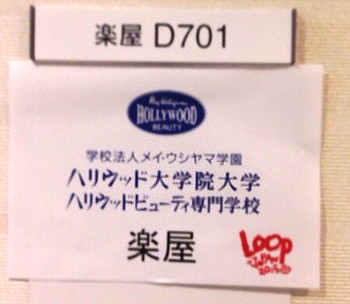 楽屋 D701
HOLLYWOOD
BEAUTY
学校法人メイ・ウシヤマ学園
ハリウッド大学院大学
ハリウッドビューティ専門学校
楽屋
LOOP